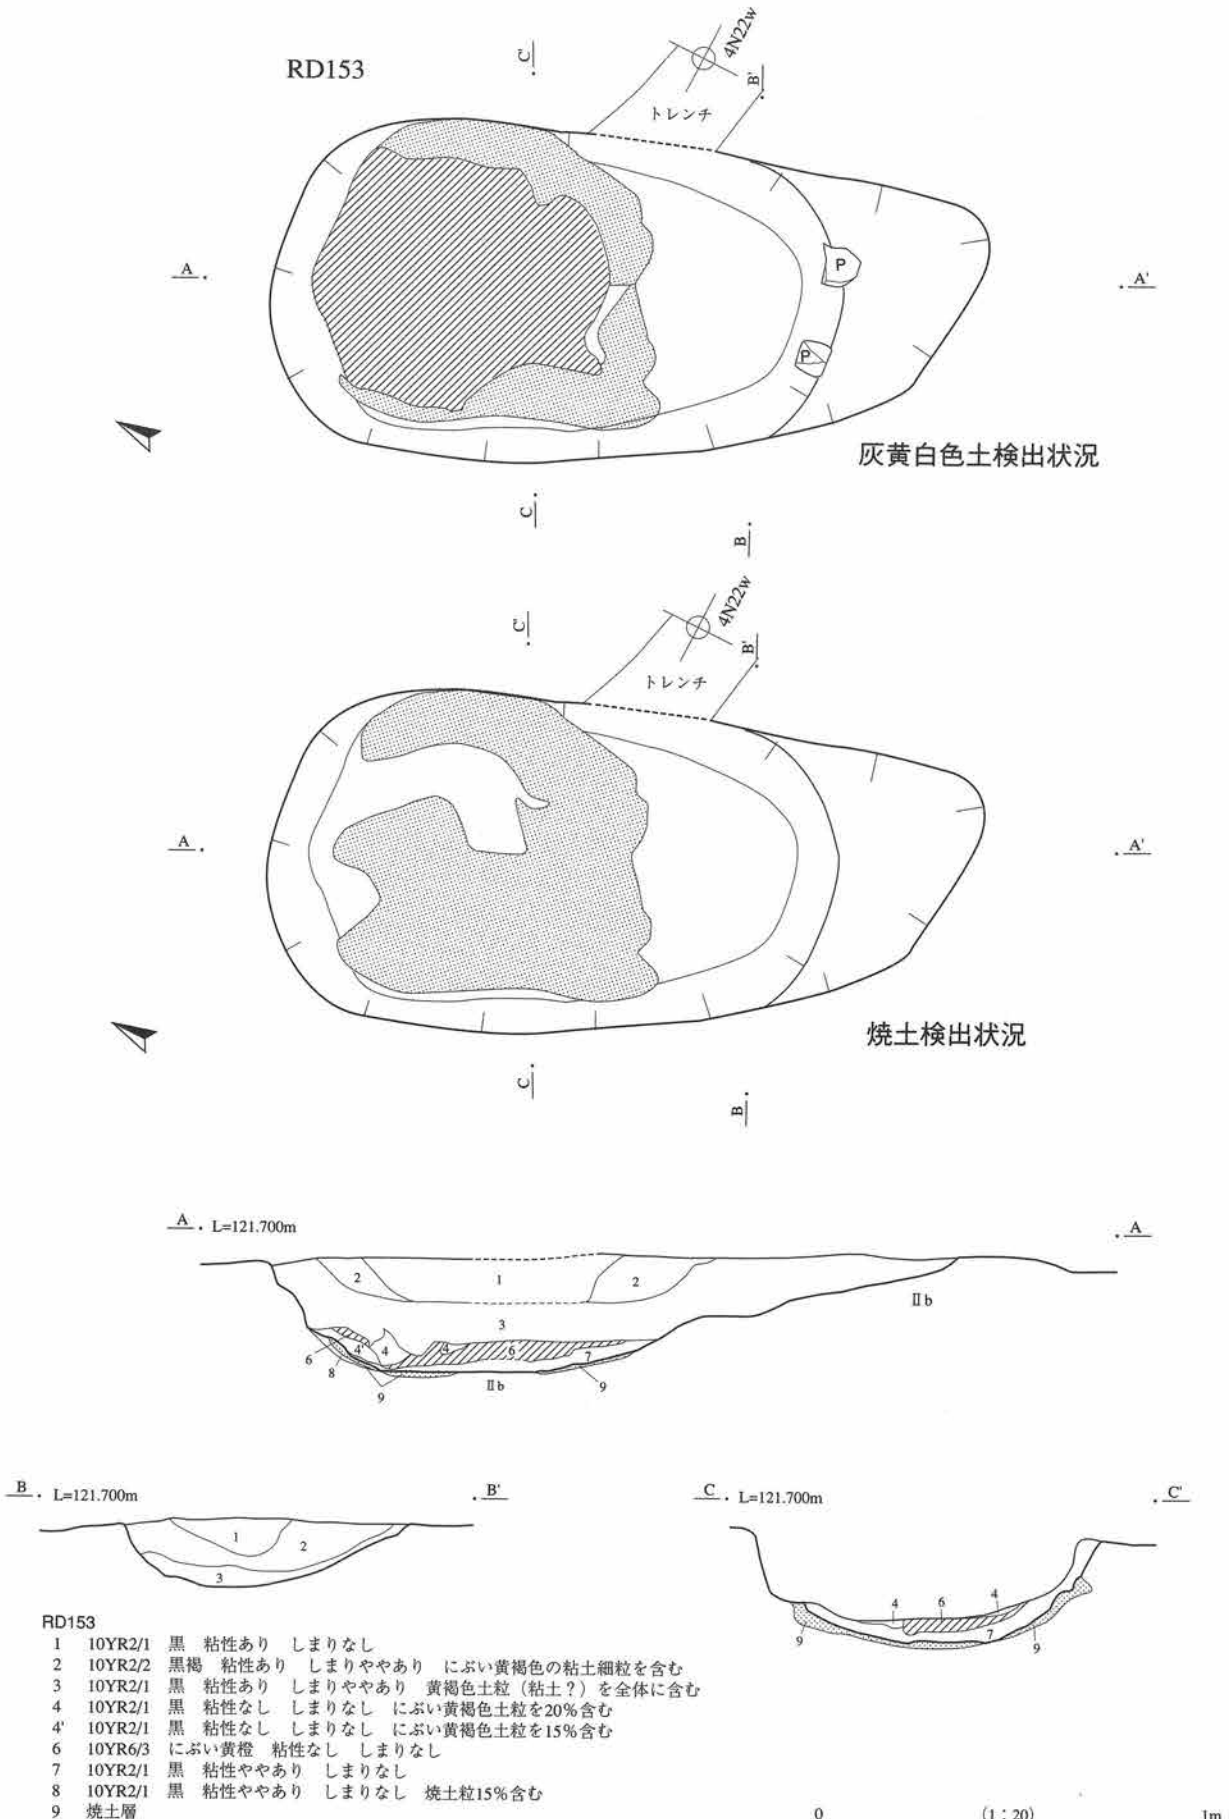 RD153
C'
4N22w
B'
トレンチ
A
P
A'
P
灰黄白色土検出状況
C
B
C'
4N22w
B'
トレンチ
A
A'
焼土検出状況
C
B
A L=121.700m
A
2
1
2
Ⅱb
3
6
4'
4
4
6
7
8
9
Ⅱb
9
B L=121.700m
B'
C L=121.700m
C'
1
2
3
4
6
4
9
7
9
RD153
1 10YR2/1 黒 粘性あり しまりなし
2 10YR2/2 黒褐 粘性あり しまりややあり にぶい黄褐色の粘土細粒を含む
3 10YR2/1 黒 粘性あり しまりややあり 黄褐色土粒（粘土？）を全体に含む
4 10YR2/1 黒 粘性なし しまりなし にぶい黄褐色土粒を20%含む
4' 10YR2/1 黒 粘性なし しまりなし にぶい黄褐色土粒を15%含む
6 10YR6/3 にぶい黄橙 粘性なし しまりなし
7 10YR2/1 黒 粘性ややあり しまりなし
8 10YR2/1 黒 粘性ややあり しまりなし 焼土粒15%含む
9 焼土層
0 (1：20) 1m